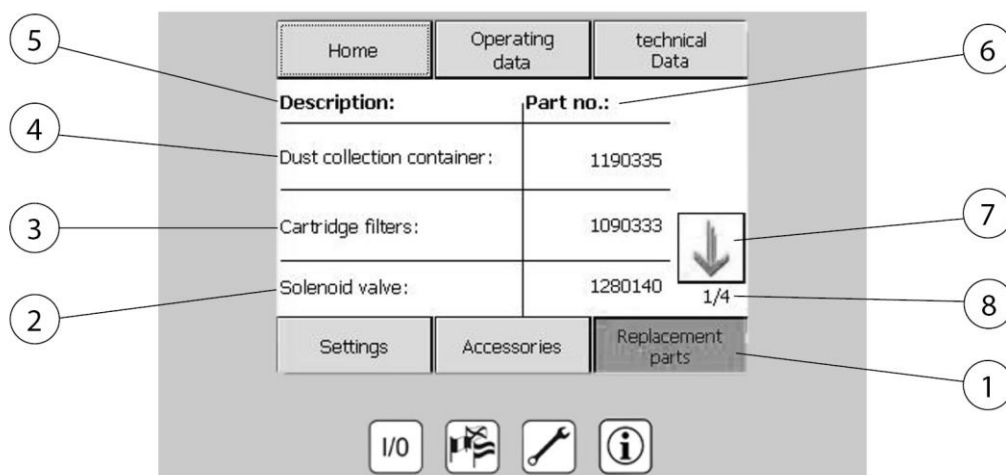 5
Home
Operating
data
technical
Data
6
Description:
Part no.:
4
Dust collection container:
1190335
3
Cartridge filters:
1090333
7
2
Solenoid valve:
1280140
1/4
8
Settings
Accessories
Replacement
parts
1
I/0
i